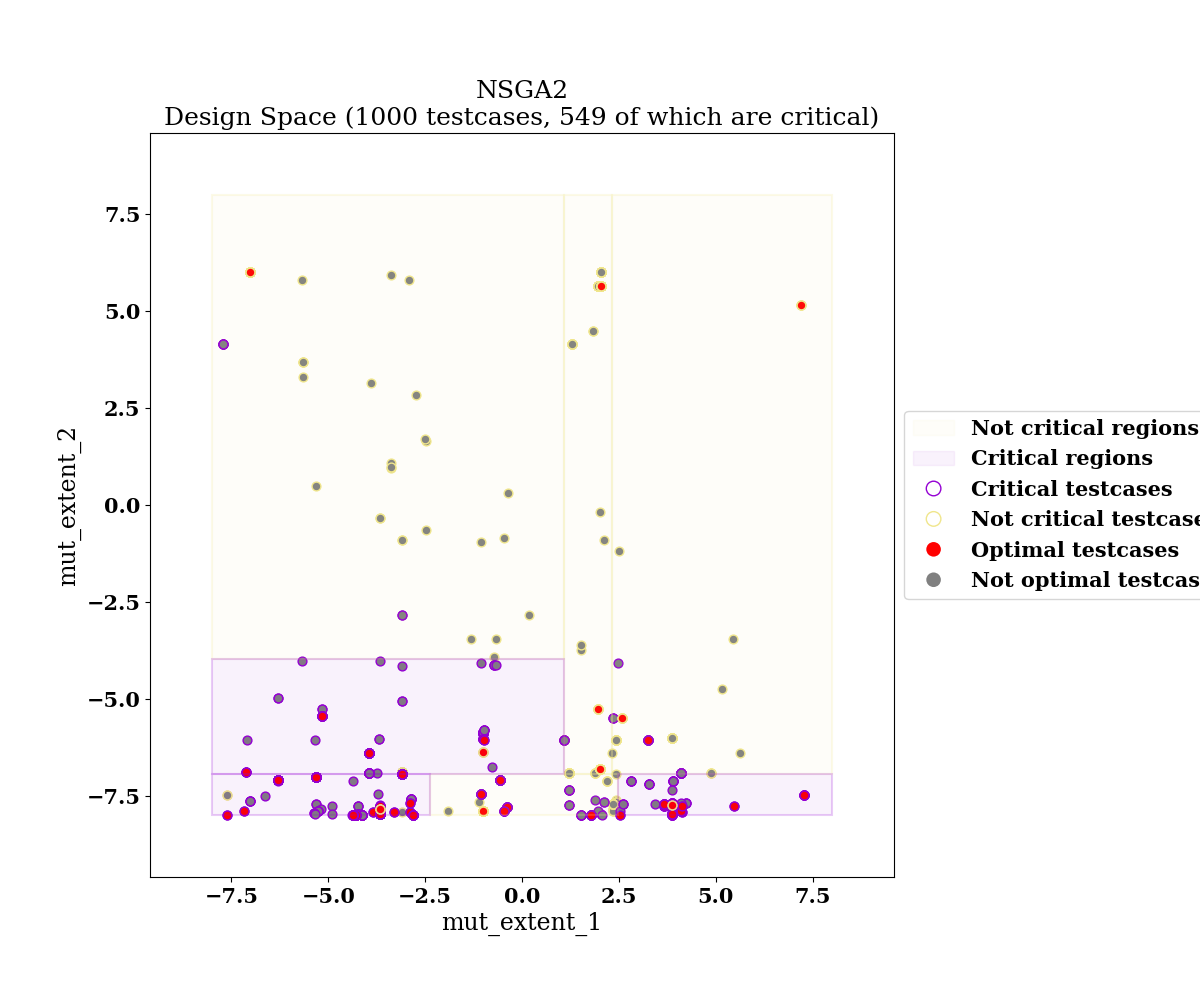 NSGA2
Design Space (1000 testcases, 549 of which are critical)
mut_extent_2
7.5
5.0
2.5
0.0
−2.5
−5.0
−7.5
−7.5
−5.0
−2.5
0.0
2.5
5.0
7.5
mut_extent_1
Not critical regions
Critical regions
Critical testcases
Not critical testcase
Optimal testcases
Not optimal testcas